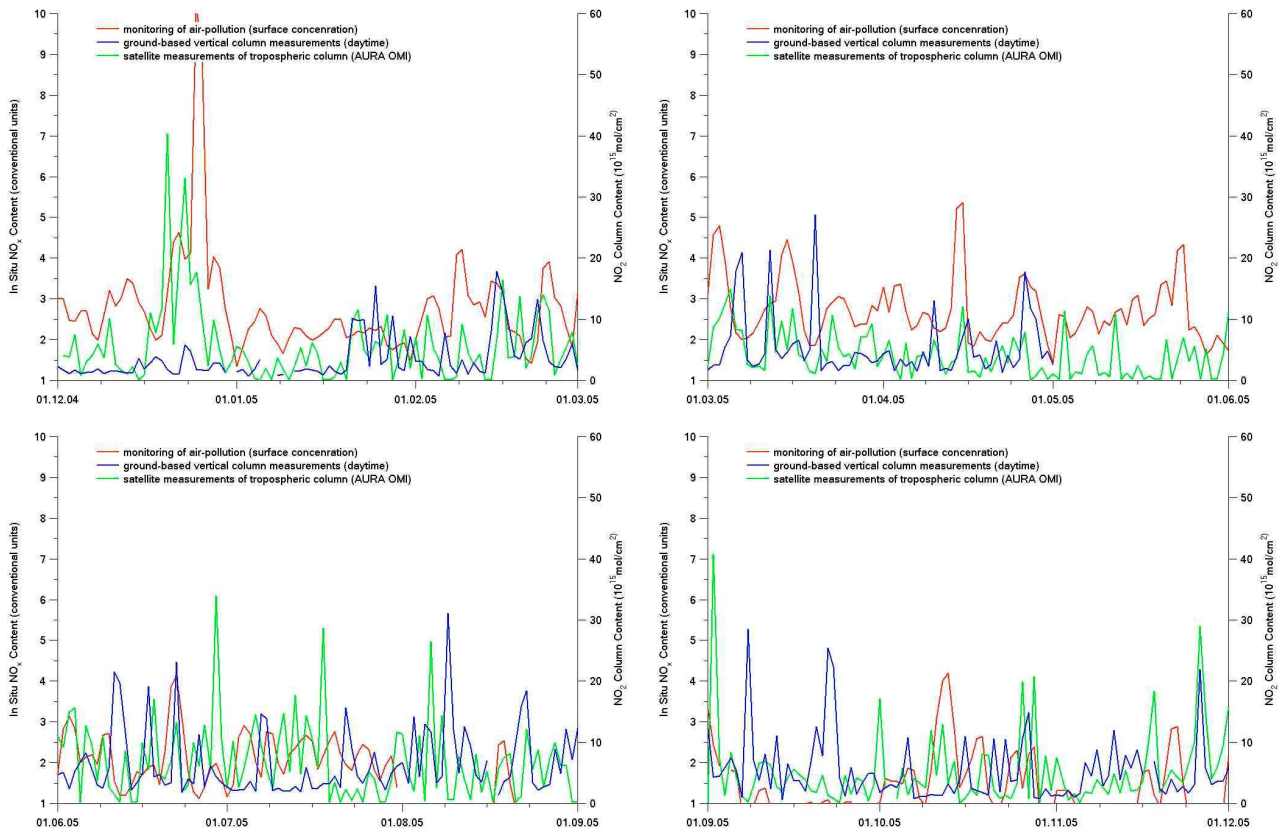 monitoring of air-pollution (surface concenration)
ground-based vertical column measurements (daytime)
satellite measurements of tropospheric column (AURA OMI)
In Situ NOx Content (conventional units)
10
9
8
7
6
5
4
3
2
1
60
50
40
30
20
10
0
NO2 Column Content (10^15mol/cm^2)
01.12.04 01.01.05 01.02.05 01.03.05
monitoring of air-pollution (surface concenration)
ground-based vertical column measurements (daytime)
satellite measurements of tropospheric column (AURA OMI)
In Situ NOx Content (conventional units)
10
9
8
7
6
5
4
3
2
1
60
50
40
30
20
10
0
NO2 Column Content (10^15mol/cm^2)
01.03.05 01.04.05 01.05.05 01.06.05
monitoring of air-pollution (surface concenration)
ground-based vertical column measurements (daytime)
satellite measurements of tropospheric column (AURA OMI)
In Situ NOx Content (conventional units)
10
9
8
7
6
5
4
3
2
1
60
50
40
30
20
10
0
NO2 Column Content (10^15mol/cm^2)
01.06.05 01.07.05 01.08.05 01.09.05
monitoring of air-pollution (surface concenration)
ground-based vertical column measurements (daytime)
satellite measurements of tropospheric column (AURA OMI)
In Situ NOx Content (conventional units)
10
9
8
7
6
5
4
3
2
1
60
50
40
30
20
10
0
NO2 Column Content (10^15mol/cm^2)
01.09.05 01.10.05 01.11.05 01.12.05